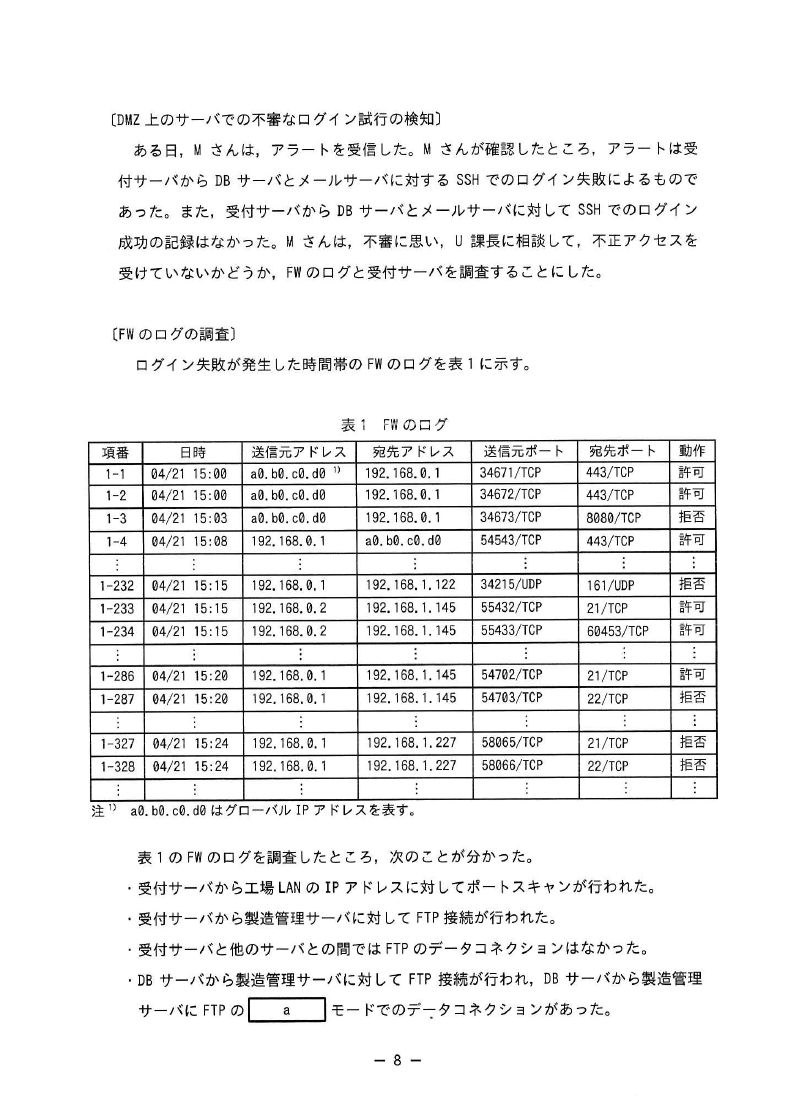 〔DMZ 上のサーバでの不審なログイン試行の検知〕
ある日，M さんは，アラートを受信した。M さんが確認したところ，アラートは受
付サーバから DB サーバとメールサーバに対する SSH でのログイン失敗によるもので
あった。また，受付サーバから DB サーバとメールサーバに対して SSH でのログイン
成功の記録はなかった。M さんは，不審に思い，U 課長に相談して，不正アクセスを
受けていないかどうか，FW のログと受付サーバを調査することにした。
〔FW のログの調査〕
ログイン失敗が発生した時間帯の FW のログを表 1 に示す。
表 1 FW のログ
項番 日時 送信元アドレス 宛先アドレス 送信元ポート 宛先ポート 動作
1-1 04/21 15:00 a0.b0.c0.d0 1) 192.168.0.1 34671/TCP 443/TCP 許可
1-2 04/21 15:00 a0.b0.c0.d0 192.168.0.1 34672/TCP 443/TCP 許可
1-3 04/21 15:03 a0.b0.c0.d0 192.168.0.1 34673/TCP 8080/TCP 拒否
1-4 04/21 15:08 192.168.0.1 a0.b0.c0.d0 54543/TCP 443/TCP 許可
⋮ ⋮ ⋮ ⋮ ⋮ ⋮ ⋮
1-232 04/21 15:15 192.168.0.1 192.168.1.122 34215/UDP 161/UDP 拒否
1-233 04/21 15:15 192.168.0.2 192.168.1.145 55432/TCP 21/TCP 許可
1-234 04/21 15:15 192.168.0.2 192.168.1.145 55433/TCP 60453/TCP 許可
⋮ ⋮ ⋮ ⋮ ⋮ ⋮ ⋮
1-286 04/21 15:20 192.168.0.1 192.168.1.145 54702/TCP 21/TCP 許可
1-287 04/21 15:20 192.168.0.1 192.168.1.145 54703/TCP 22/TCP 拒否
⋮ ⋮ ⋮ ⋮ ⋮ ⋮ ⋮
1-327 04/21 15:24 192.168.0.1 192.168.1.227 58065/TCP 21/TCP 拒否
1-328 04/21 15:24 192.168.0.1 192.168.1.227 58066/TCP 22/TCP 拒否
⋮ ⋮ ⋮ ⋮ ⋮ ⋮ ⋮
注 1) a0.b0.c0.d0 はグローバル IP アドレスを表す。
表 1 の FW のログを調査したところ，次のことが分かった。
・受付サーバから工場 LAN の IP アドレスに対してポートスキャンが行われた。
・受付サーバから製造管理サーバに対して FTP 接続が行われた。
・受付サーバと他のサーバとの間では FTP のデータコネクションはなかった。
・DB サーバから製造管理サーバに対して FTP 接続が行われ，DB サーバから製造管理
サーバに FTP の a モードでのデータコネクションがあった。
－ 8 －